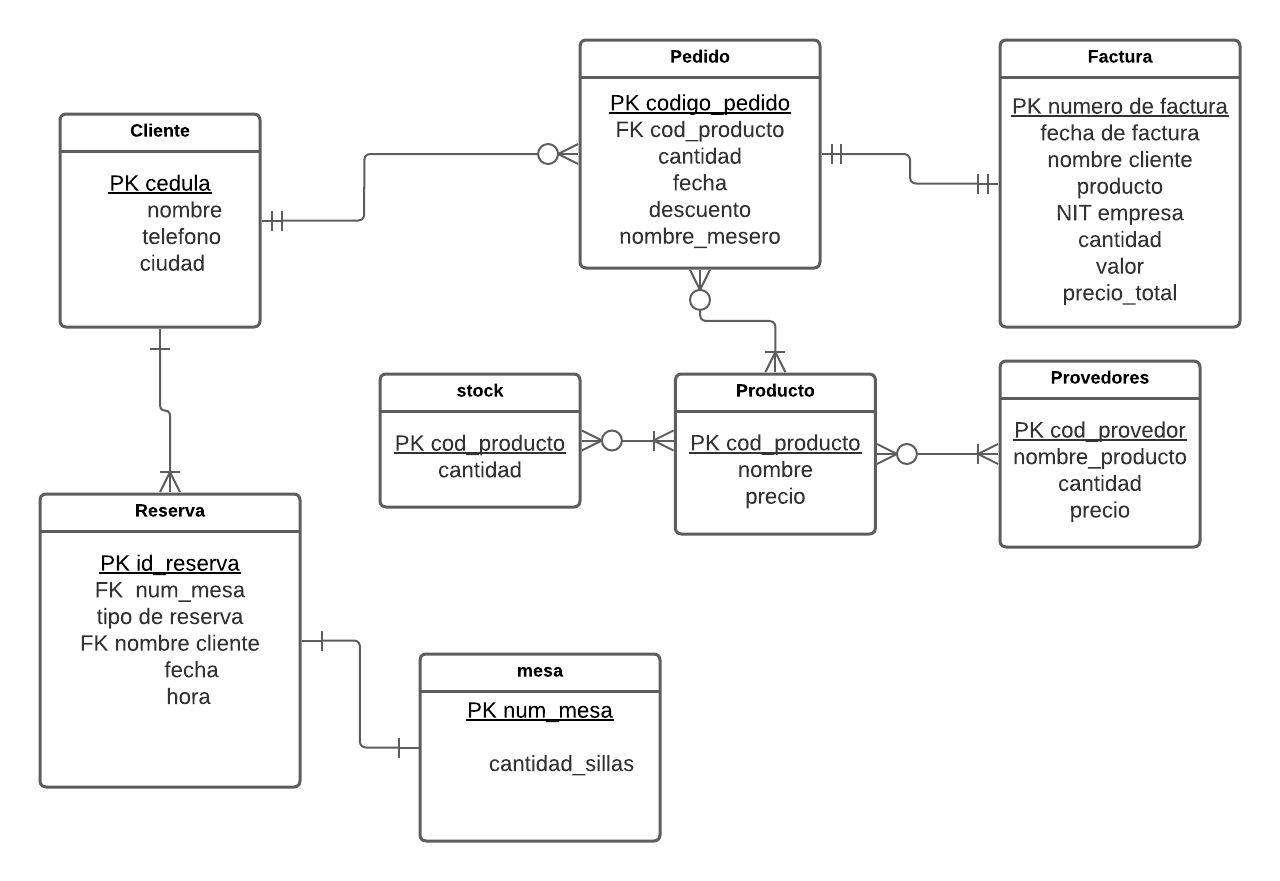 Cliente
PK cedula
nombre
telefono
ciudad
Pedido
PK codigo_pedido
FK cod_producto
cantidad
fecha
descuento
nombre_mesero
Factura
PK numero de factura
fecha de factura
nombre cliente
producto
NIT empresa
cantidad
valor
precio_total
stock
PK cod_producto
cantidad
Producto
PK cod_producto
nombre
precio
Provedores
PK cod_provedor
nombre_producto
cantidad
precio
Reserva
PK id_reserva
FK  num_mesa
tipo de reserva
FK nombre cliente
fecha
hora
mesa
PK num_mesa
cantidad_sillas